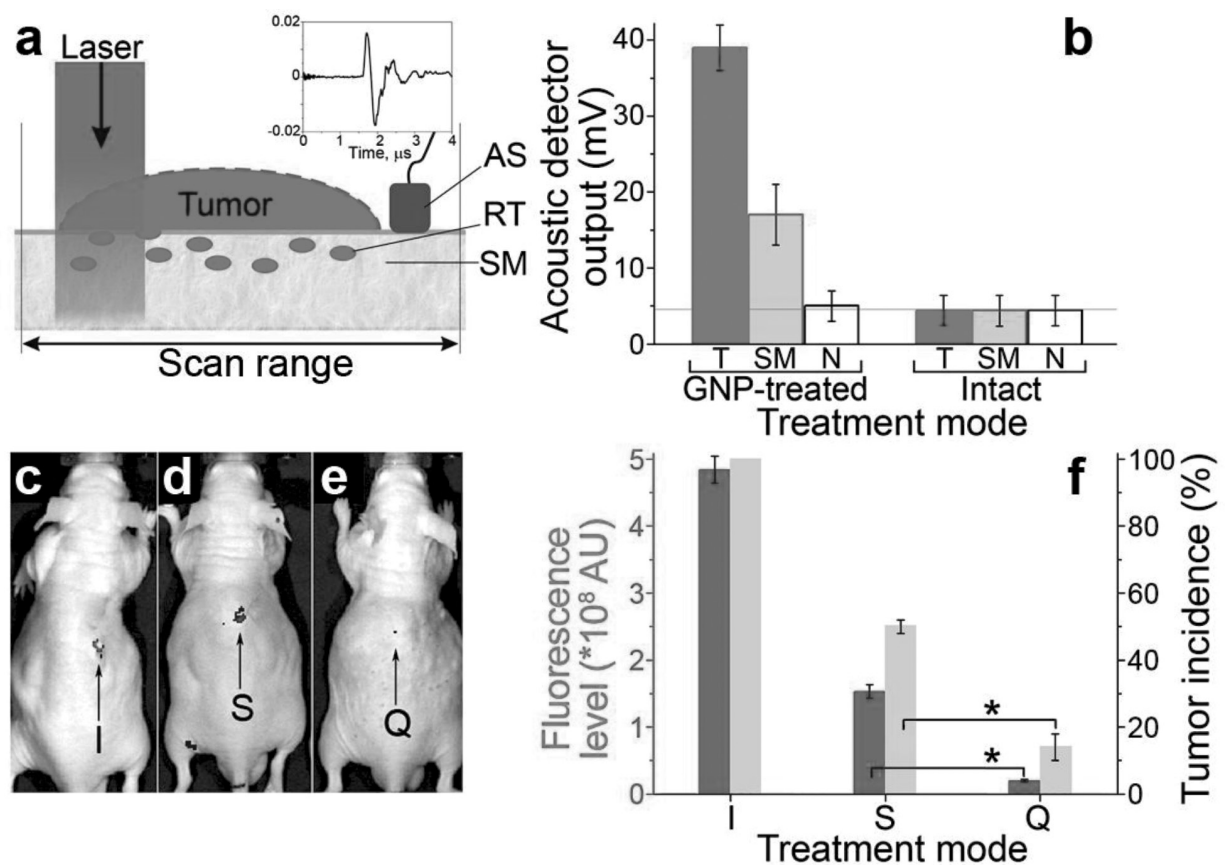 a
Laser
0.02
0
-0.02
0 1 2 3 4
Time, μs
Tumor
AS
RT
SM
Scan range
b
Acoustic detector
output (mV)
40
20
0
T SM N T SM N
GNP-treated Intact
Treatment mode
c d e
I S Q
f
Fluorescence
level (*10⁸ AU)
5
4
3
2
1
0
* *
100
80
60
40
20
0
Tumor incidence (%)
I S Q
Treatment mode